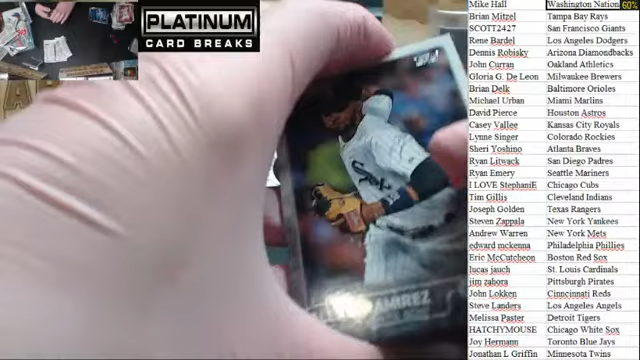 PLATINUM
CARD BREAKS
Mike Hall Washington Nation 60%
Brian Mitzel Tampa Bay Rays
SCOTT2427 San Francisco Giants
Rene Bardel Los Angeles Dodgers
Dennis Robisky Arizona Diamondbacks
John Curran Oakland Athletics
Gloria G. De Leon Milwaukee Brewers
Brian Delk Baltimore Orioles
Michael Urban Miami Marlins
David Pierce Houston Astros
Casey Vallee Kansas City Royals
Lynne Singer Colorado Rockies
Sheri Yoshino Atlanta Braves
Ryan Litwack San Diego Padres
Ryan Emery Seattle Mariners
I LOVE StephaniE Chicago Cubs
Tim Gillis Cleveland Indians
Joseph Golden Texas Rangers
Steven Zappala New York Yankees
Andrew Warren New York Mets
edward mckenna Philadelphia Phillies
Eric McCutcheon Boston Red Sox
lucas jauch St. Louis Cardinals
jim zahora Pittsburgh Pirates
John Lokken Cinncinnati Reds
Steve Landers Los Angeles Angels
Melissa Paster Detroit Tigers
HATCHYMOUSE Chicago White Sox
Joy Hermann Toronto Blue Jays
Jonathan L Griffin Minnesota Twins